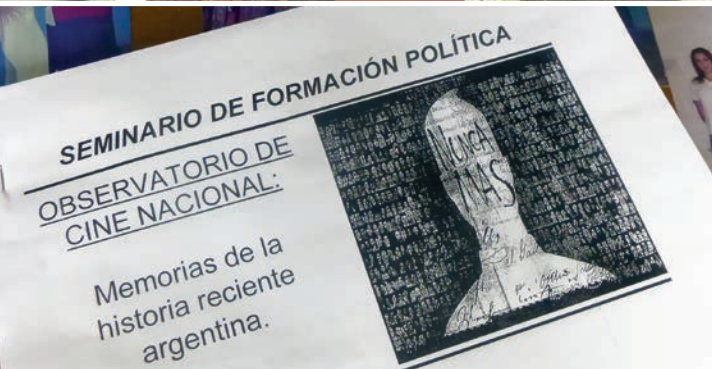 SEMINARIO DE FORMACIÓN POLÍTICA
OBSERVATORIO DE
CINE NACIONAL:
Memorias de la
historia reciente
argentina.
NUNCA
MAS